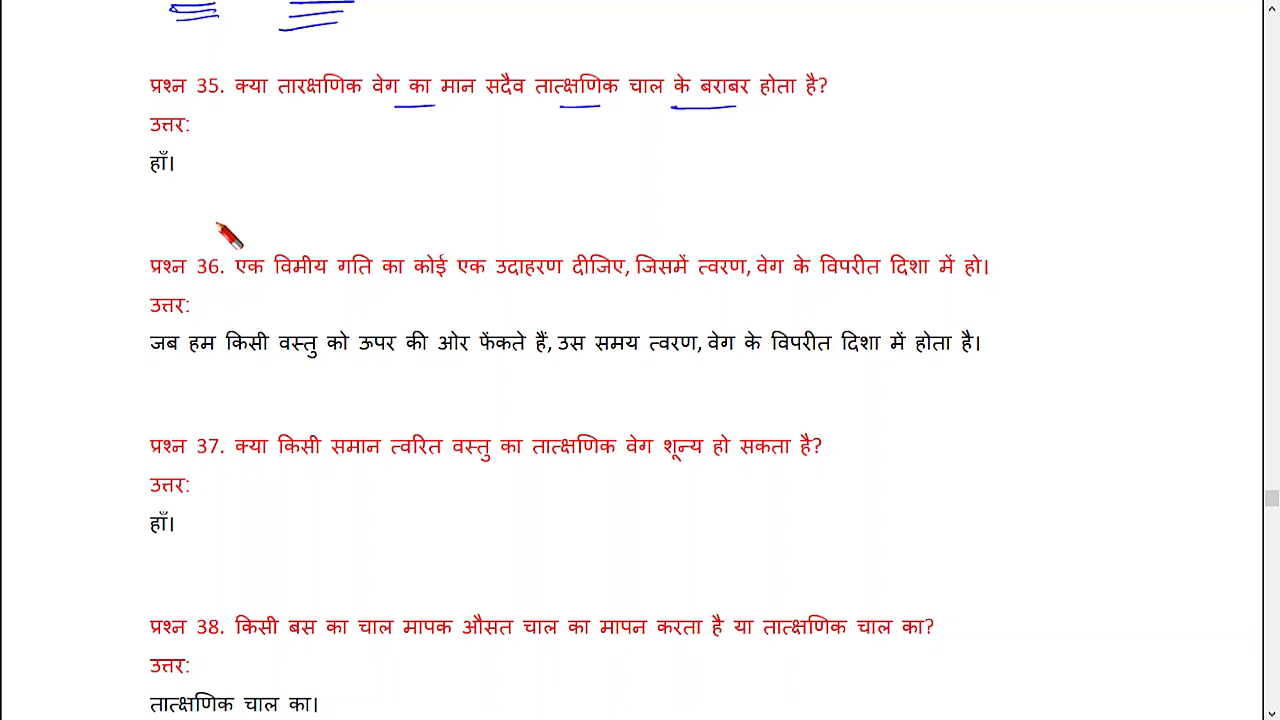 प्रश्न 35. क्या तारक्षणिक वेग का मान सदैव तात्क्षणिक चाल के बराबर होता है?
उत्तर:
हाँ।
प्रश्न 36. एक विमीय गति का कोई एक उदाहरण दीजिए, जिसमें त्वरण, वेग के विपरीत दिशा में हो।
उत्तर:
जब हम किसी वस्तु को ऊपर की ओर फेंकते हैं, उस समय त्वरण, वेग के विपरीत दिशा में होता है।
प्रश्न 37. क्या किसी समान त्वरित वस्तु का तात्क्षणिक वेग शून्य हो सकता है?
उत्तर:
हाँ।
प्रश्न 38. किसी बस का चाल मापक औसत चाल का मापन करता है या तात्क्षणिक चाल का?
उत्तर:
तात्क्षणिक चाल का।